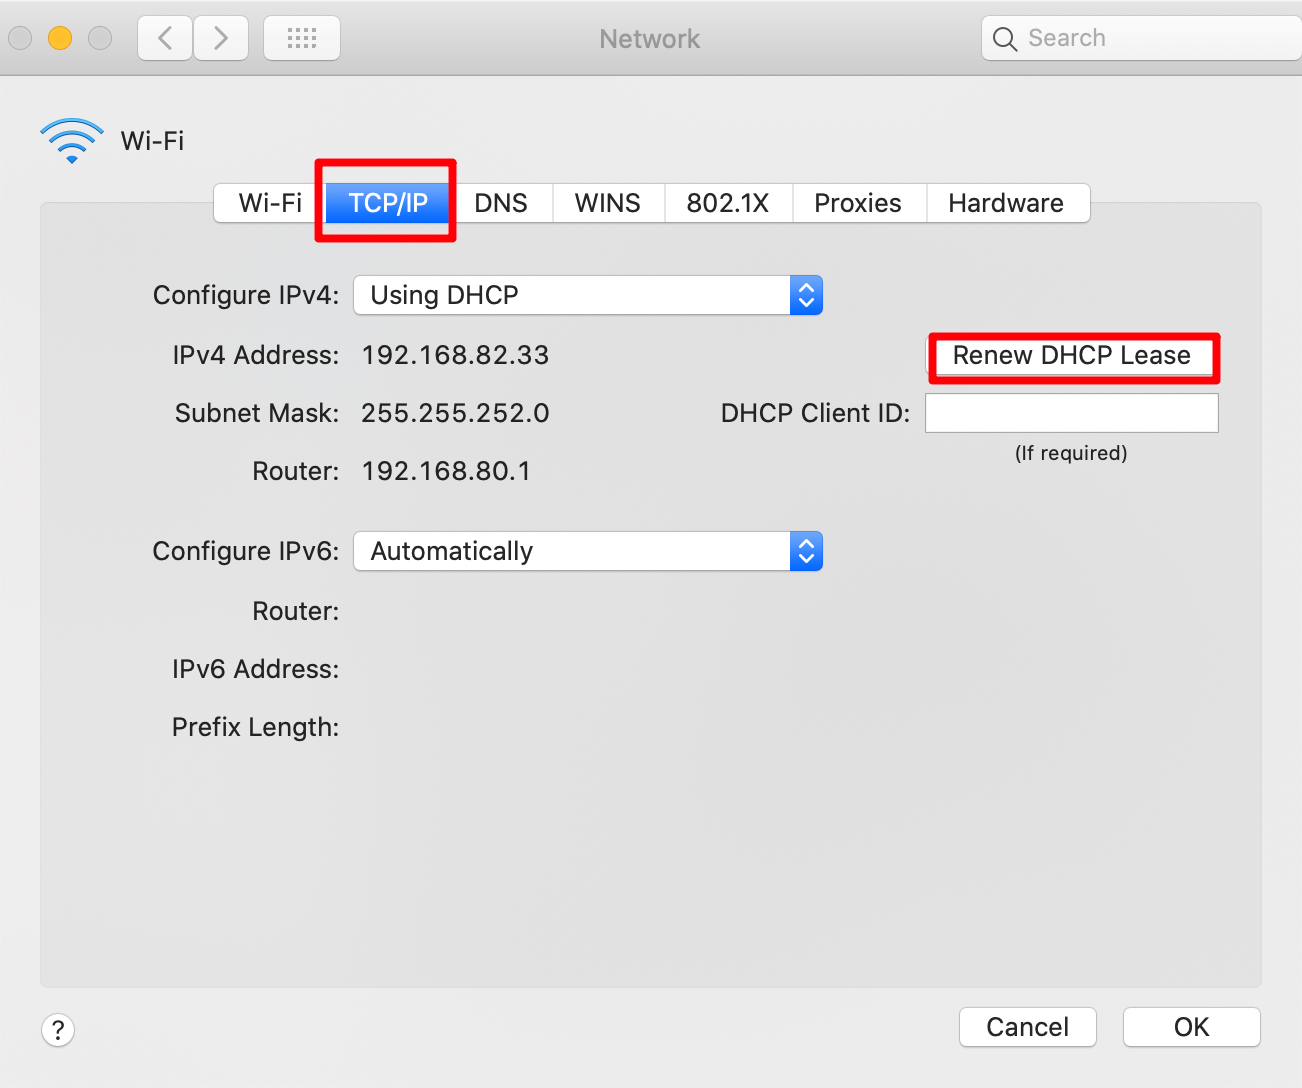 Network
Search
Wi-Fi
Wi-Fi TCP/IP DNS WINS 802.1X Proxies Hardware
Configure IPv4: Using DHCP
IPv4 Address: 192.168.82.33 Renew DHCP Lease
Subnet Mask: 255.255.252.0 DHCP Client ID:
(If required)
Router: 192.168.80.1
Configure IPv6: Automatically
Router:
IPv6 Address:
Prefix Length:
? Cancel OK